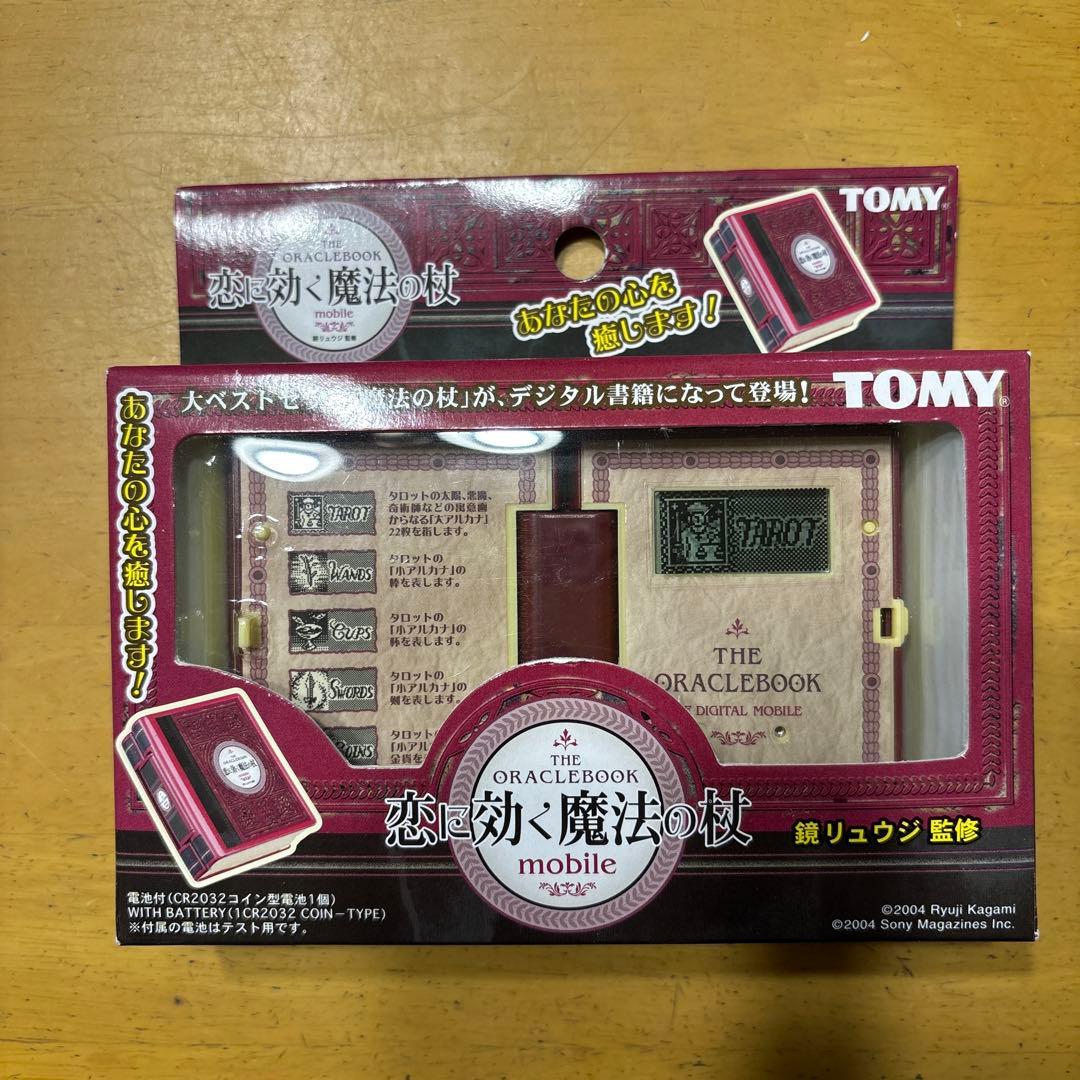 TOMY
THE
ORACLEBOOK
恋に効く魔法の杖
mobile
鏡リュウジ 監修
あなたの心を
癒します！
大ベストセ
魔法の杖」が、デジタル書籍になって登場！
TOMY
あなたの心を癒します！
TAROT
タロットの太陽、悪魔、
奇術師などの寓意画
からなる「大アルカナ」
22枚を指します。
WANDS
タロットの
「小アルカナ」の
棒を表します。
CUPS
タロットの
「小アルカナ」の
杯を表します。
SWORDS
タロットの
「小アルカナ」の
剣を表します。
COINS
タロットの
「小アルカ
金貨を
TAROT
THE
ORACLEBOOK
DIGITAL MOBILE
THE
ORACLEBOOK
恋に効く魔法の杖
mobile
鏡リュウジ 監修
電池付(CR2032コイン型電池1個)
WITH BATTERY(1CR2032 COIN-TYPE)
※付属の電池はテスト用です。
©2004 Ryuji Kagami
©2004 Sony Magazines Inc.